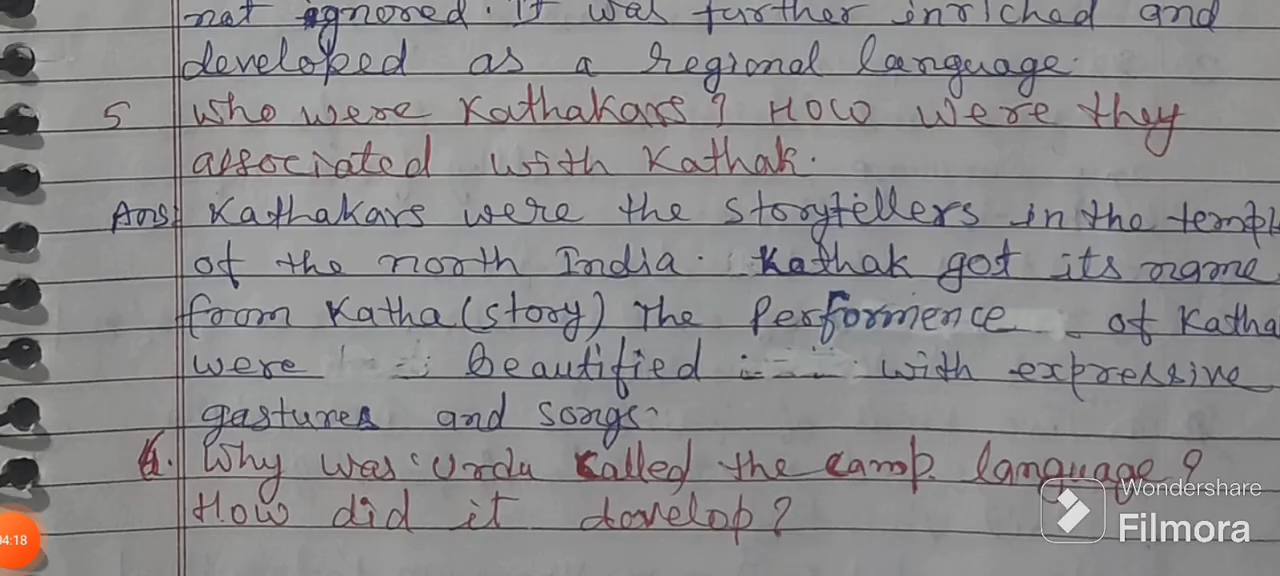 not ignored. It was further inriched and
developed as a regional language.
5 Who were Kathakars? How were they
associated with Kathak.
Ans: Kathakars were the storytellers in the templ
of the north India. Kathak got its name
from Katha (story) The Performence of Katha
were beautified with expressive
gastures and songs.
6. Why was Urdu called the camp language?
How did it dovelop?
Wondershare
Filmora
4:18